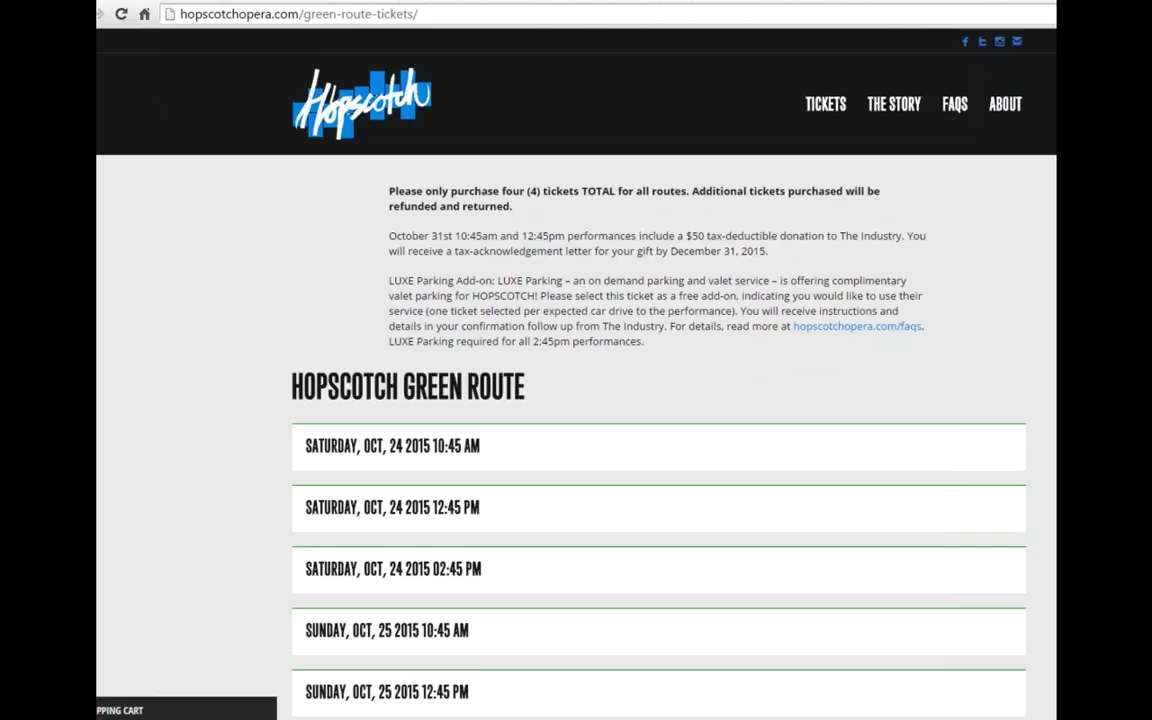 hopscotchopera.com/green-route-tickets/
Hopscotch
TICKETS THE STORY FAQS ABOUT
Please only purchase four (4) tickets TOTAL for all routes. Additional tickets purchased will be
refunded and returned.
October 31st 10:45am and 12:45pm performances include a $50 tax-deductible donation to The Industry. You
will receive a tax-acknowledgement letter for your gift by December 31, 2015.
LUXE Parking Add-on: LUXE Parking – an on demand parking and valet service – is offering complimentary
valet parking for HOPSCOTCH! Please select this ticket as a free add-on, indicating you would like to use their
service (one ticket selected per expected car drive to the performance). You will receive instructions and
details in your confirmation follow up from The Industry. For details, read more at hopscotchopera.com/faqs.
LUXE Parking required for all 2:45pm performances.
HOPSCOTCH GREEN ROUTE
SATURDAY, OCT, 24 2015 10:45 AM
SATURDAY, OCT, 24 2015 12:45 PM
SATURDAY, OCT, 24 2015 02:45 PM
SUNDAY, OCT, 25 2015 10:45 AM
SUNDAY, OCT, 25 2015 12:45 PM
PPING CART